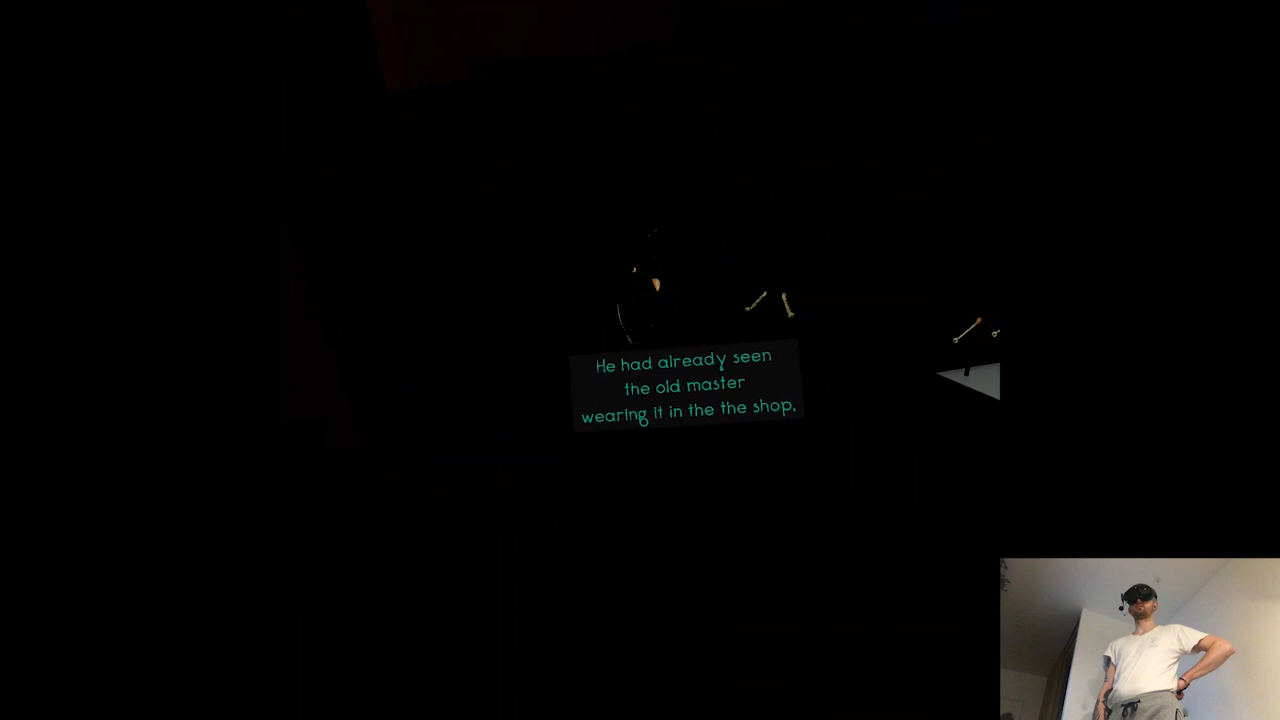 He had already seen
the old master
wearing it in the the shop,